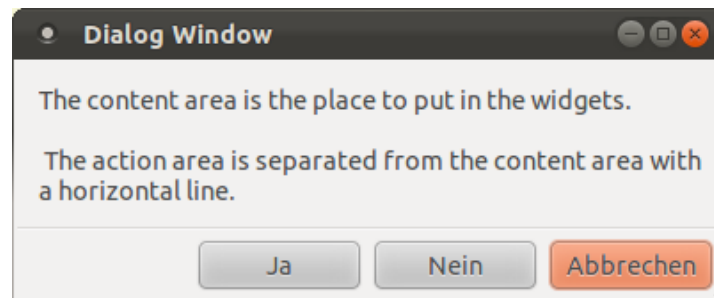 Dialog Window
The content area is the place to put in the widgets.
The action area is separated from the content area with
a horizontal line.
Ja Nein Abbrechen